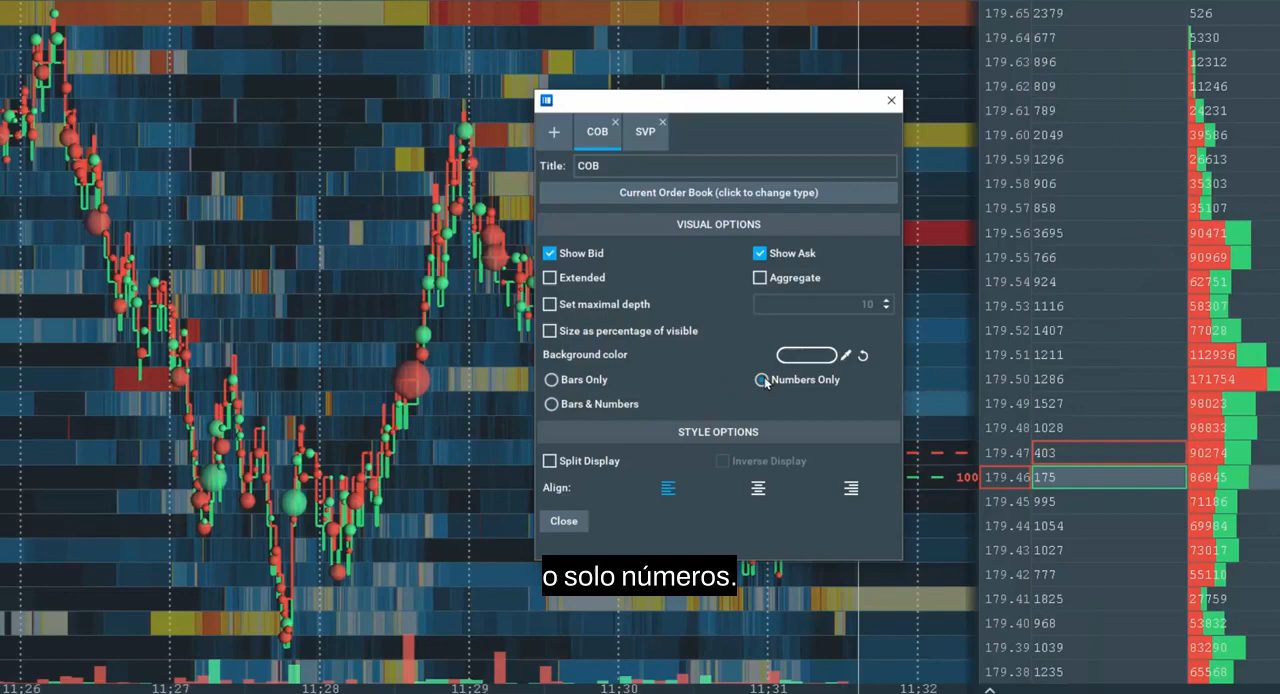 COB
SVP
Title: COB
Current Order Book (click to change type)
VISUAL OPTIONS
Show Bid
Show Ask
Extended
Aggregate
Set maximal depth
10
Size as percentage of visible
Background color
Bars Only
Numbers Only
Bars & Numbers
STYLE OPTIONS
Split Display
Inverse Display
Align:
Close
o solo números.
179.65 2379 526
179.64 677 5330
179.63 896 12312
179.62 809 11246
179.61 789 24231
179.60 2049 39586
179.59 1296 26613
179.58 906 35303
179.57 858 35107
179.56 3695 90471
179.55 766 90969
179.54 924 62751
179.53 1116 58307
179.52 1407 77028
179.51 1211 112936
179.50 1286 171754
179.49 1527 98023
179.48 1028 98833
179.47 403 90274
100 179.46 175 86845
179.45 995 71186
179.44 1054 69984
179.43 1027 73017
179.42 777 55110
179.41 1825 27759
179.40 968 53832
179.39 1039 83290
179.38 1235 65568
11:26 11:27 11:28 11:29 11:30 11:31 11:32